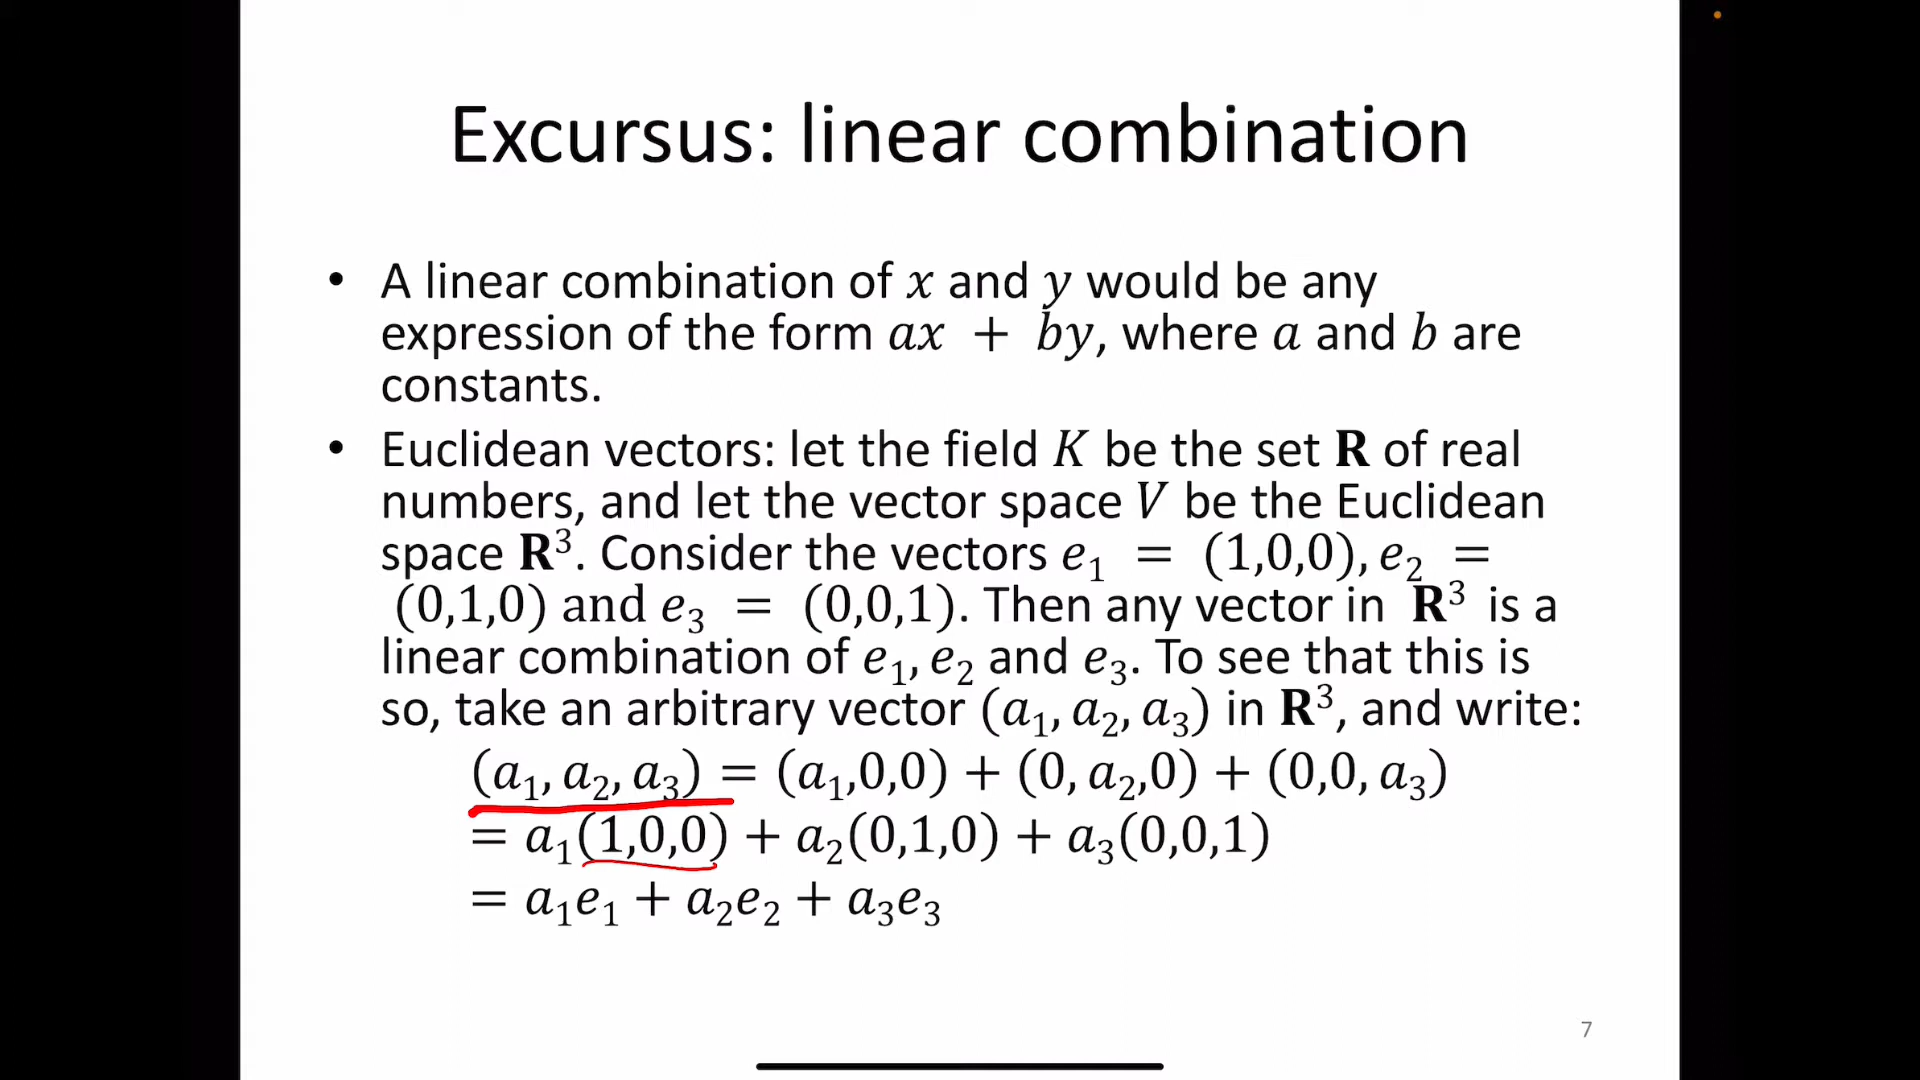 Excursus: linear combination
• A linear combination of x and y would be any
expression of the form ax + by, where a and b are
constants.
• Euclidean vectors: let the field K be the set R of real
numbers, and let the vector space V be the Euclidean
space R³. Consider the vectors e₁ = (1,0,0), e₂ =
(0,1,0) and e₃ = (0,0,1). Then any vector in R³ is a
linear combination of e₁, e₂ and e₃. To see that this is
so, take an arbitrary vector (a₁, a₂, a₃) in R³, and write:
(a₁, a₂, a₃) = (a₁,0,0) + (0, a₂,0) + (0,0, a₃)
= a₁(1,0,0) + a₂(0,1,0) + a₃(0,0,1)
= a₁e₁ + a₂e₂ + a₃e₃
7